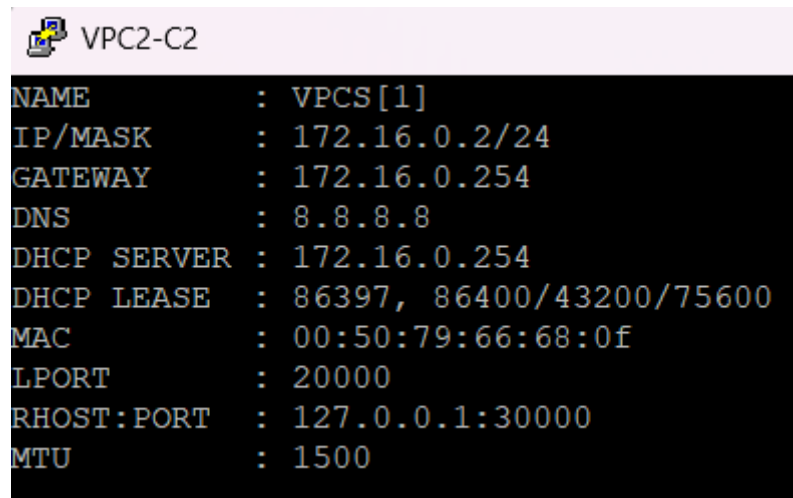 VPC2-C2
NAME : VPCS[1]
IP/MASK : 172.16.0.2/24
GATEWAY : 172.16.0.254
DNS : 8.8.8.8
DHCP SERVER : 172.16.0.254
DHCP LEASE : 86397, 86400/43200/75600
MAC : 00:50:79:66:68:0f
LPORT : 20000
RHOST:PORT : 127.0.0.1:30000
MTU : 1500